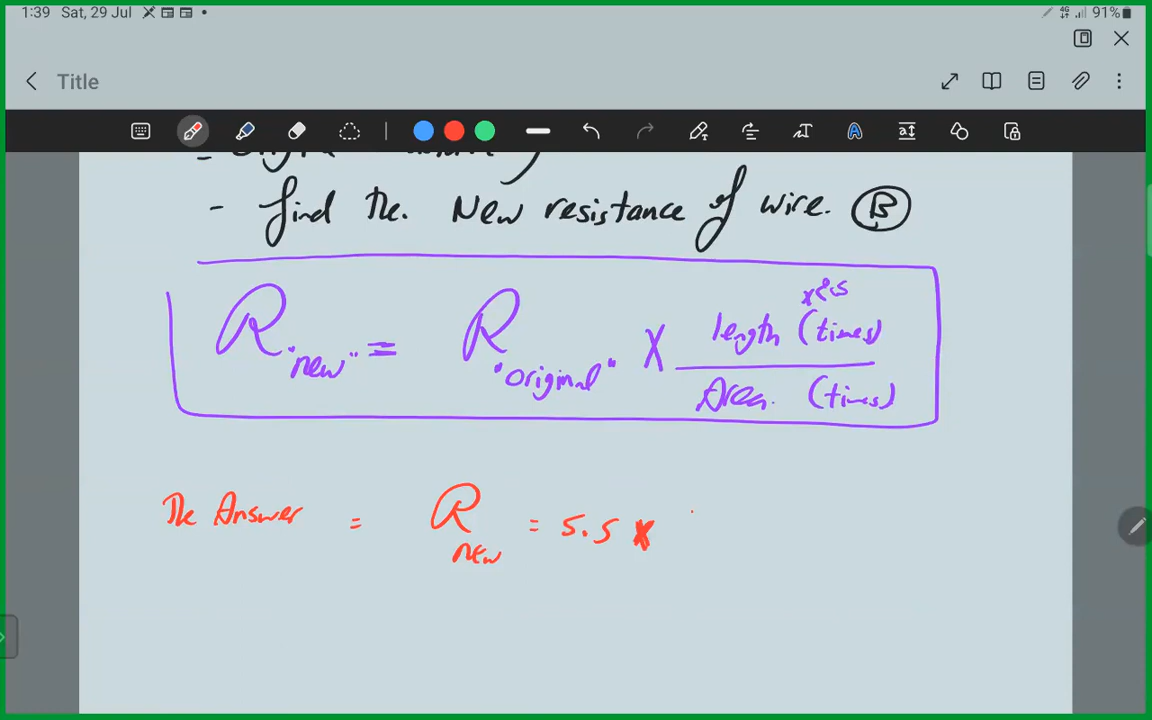 1:39 Sat, 29 Jul 4G 91%
Title
- find the. New resistance of wire. B
R "new" = R "original" X length (times) / Area. (times)
The Answer = R new = 5.5 x